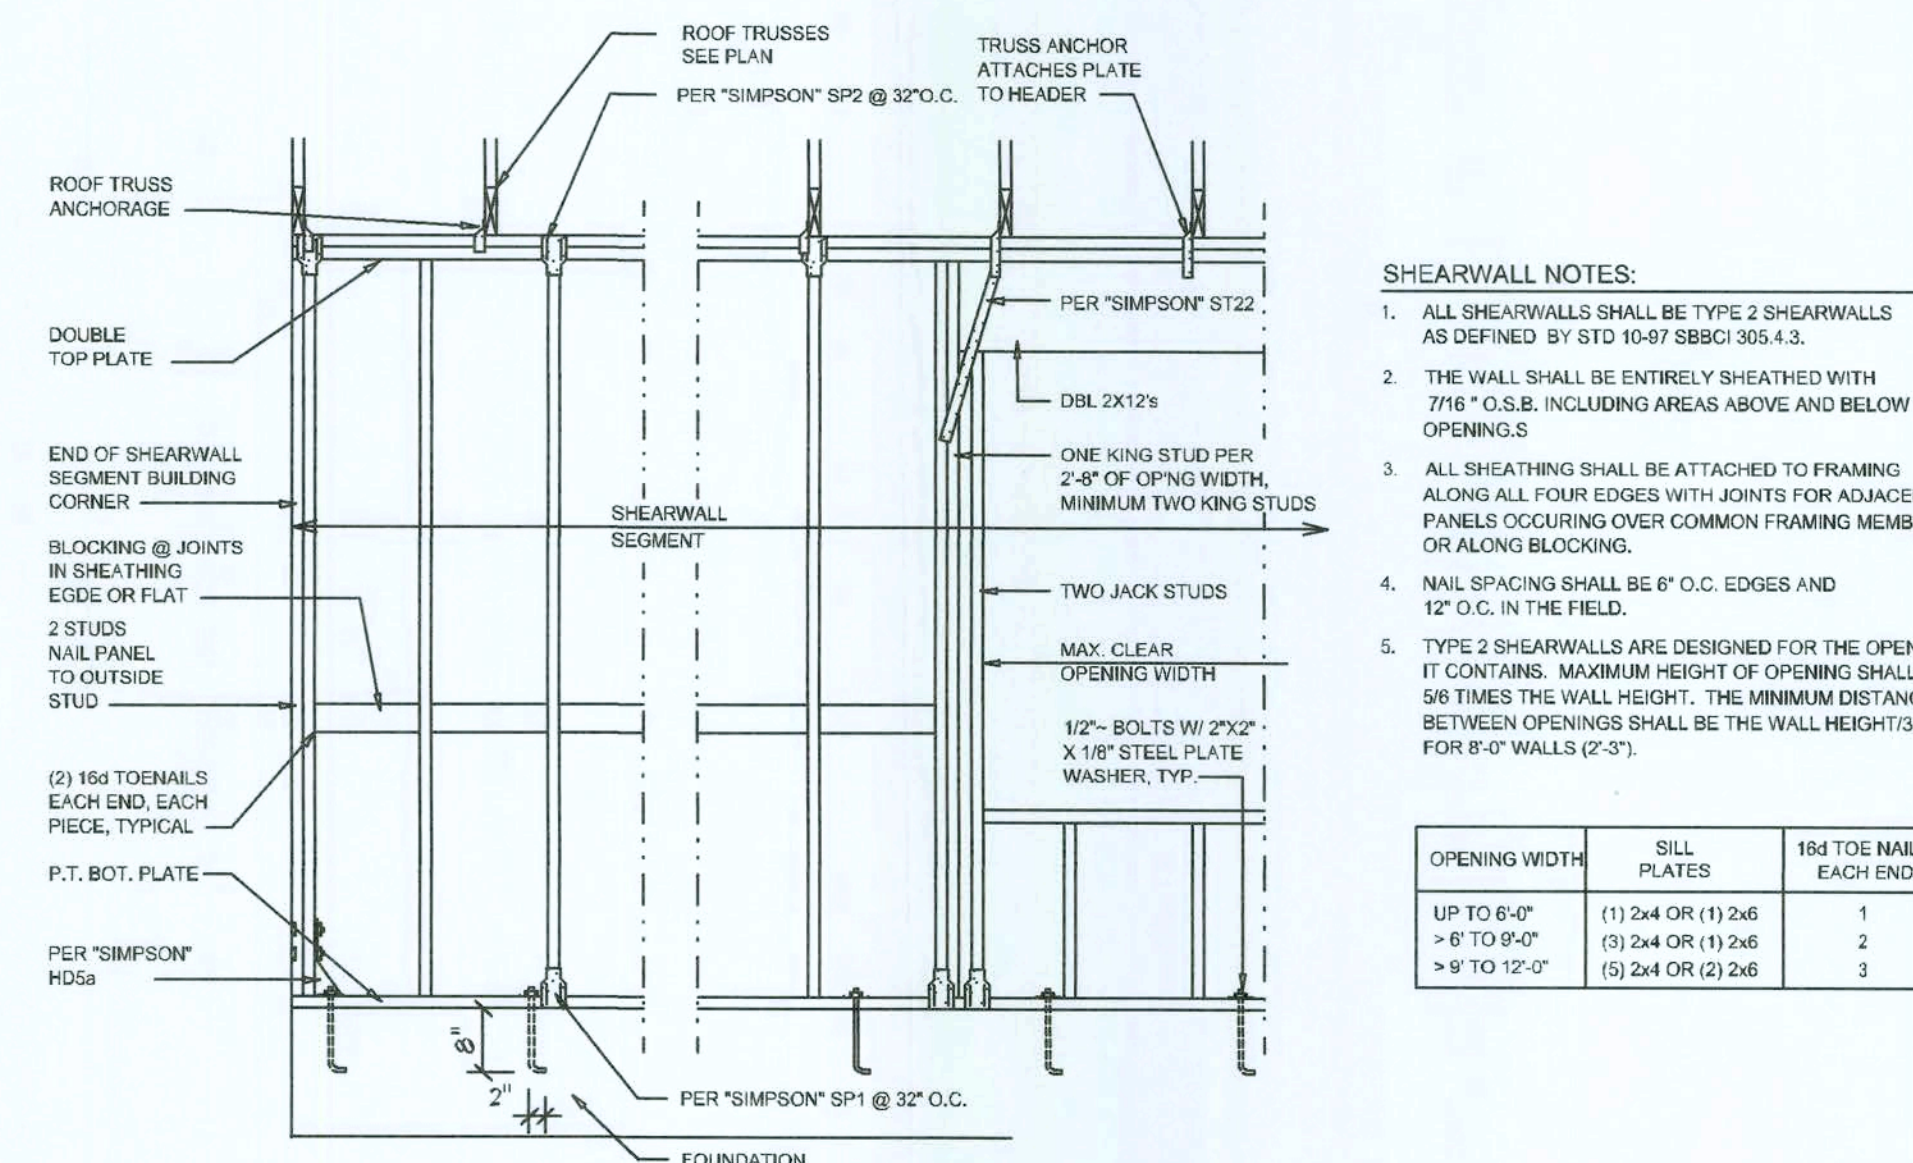 ROOF TRUSSES
SEE PLAN
PER "SIMPSON" SP2 @ 32"O.C.
TRUSS ANCHOR
ATTACHES PLATE
TO HEADER
ROOF TRUSS
ANCHORAGE
DOUBLE
TOP PLATE
END OF SHEARWALL
SEGMENT BUILDING
CORNER
BLOCKING @ JOINTS
IN SHEATHING
EGDE OR FLAT
2 STUDS
NAIL PANEL
TO OUTSIDE
STUD
(2) 16d TOENAILS
EACH END, EACH
PIECE, TYPICAL
P.T. BOT. PLATE
PER "SIMPSON"
HD5a
SHEARWALL
SEGMENT
PER "SIMPSON" ST22
DBL 2X12's
ONE KING STUD PER
2'-8" OF OP'NG WIDTH,
MINIMUM TWO KING STUDS
TWO JACK STUDS
MAX. CLEAR
OPENING WIDTH
1/2"~ BOLTS W/ 2"X2"
X 1/8" STEEL PLATE
WASHER, TYP.
8"
2"
PER "SIMPSON" SP1 @ 32" O.C.
FOUNDATION
SHEARWALL NOTES:
1. ALL SHEARWALLS SHALL BE TYPE 2 SHEARWALLS
AS DEFINED BY STD 10-97 SBBCI 305.4.3.
2. THE WALL SHALL BE ENTIRELY SHEATHED WITH
7/16 " O.S.B. INCLUDING AREAS ABOVE AND BELOW
OPENING.S
3. ALL SHEATHING SHALL BE ATTACHED TO FRAMING
ALONG ALL FOUR EDGES WITH JOINTS FOR ADJACE
PANELS OCCURING OVER COMMON FRAMING MEMB
OR ALONG BLOCKING.
4. NAIL SPACING SHALL BE 6" O.C. EDGES AND
12" O.C. IN THE FIELD.
5. TYPE 2 SHEARWALLS ARE DESIGNED FOR THE OPEN
IT CONTAINS. MAXIMUM HEIGHT OF OPENING SHALL
5/6 TIMES THE WALL HEIGHT. THE MINIMUM DISTANC
BETWEEN OPENINGS SHALL BE THE WALL HEIGHT/3
FOR 8'-0" WALLS (2'-3").
OPENING WIDTH SILL PLATES 16d TOE NAIL EACH END
UP TO 6'-0" (1) 2x4 OR (1) 2x6 1
> 6' TO 9'-0" (3) 2x4 OR (1) 2x6 2
> 9' TO 12'-0" (5) 2x4 OR (2) 2x6 3